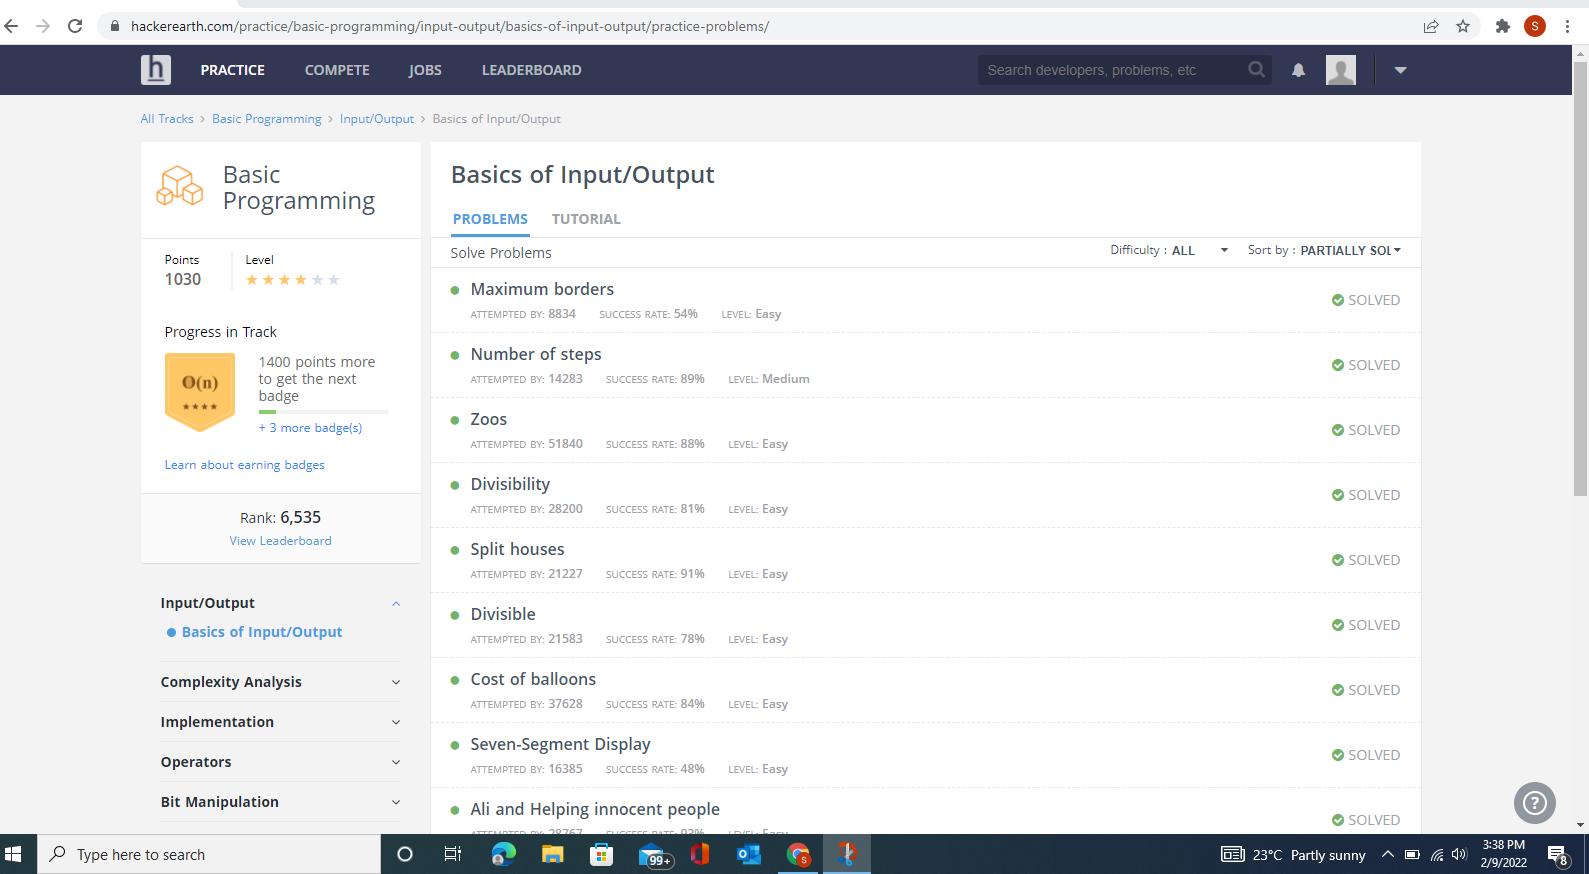 hackerearth.com/practice/basic-programming/input-output/basics-of-input-output/practice-problems/
S
h PRACTICE COMPETE JOBS LEADERBOARD Search developers, problems, etc
All Tracks > Basic Programming > Input/Output > Basics of Input/Output
Basic
Programming
Points Level
1030
Progress in Track
O(n)
1400 points more
to get the next
badge
+ 3 more badge(s)
Learn about earning badges
Rank: 6,535
View Leaderboard
Input/Output
Basics of Input/Output
Complexity Analysis
Implementation
Operators
Bit Manipulation
Basics of Input/Output
PROBLEMS TUTORIAL
Solve Problems Difficulty : ALL Sort by : PARTIALLY SOL
Maximum borders
ATTEMPTED BY: 8834 SUCCESS RATE: 54% LEVEL: Easy
SOLVED
Number of steps
ATTEMPTED BY: 14283 SUCCESS RATE: 89% LEVEL: Medium
SOLVED
Zoos
ATTEMPTED BY: 51840 SUCCESS RATE: 88% LEVEL: Easy
SOLVED
Divisibility
ATTEMPTED BY: 28200 SUCCESS RATE: 81% LEVEL: Easy
SOLVED
Split houses
ATTEMPTED BY: 21227 SUCCESS RATE: 91% LEVEL: Easy
SOLVED
Divisible
ATTEMPTED BY: 21583 SUCCESS RATE: 78% LEVEL: Easy
SOLVED
Cost of balloons
ATTEMPTED BY: 37628 SUCCESS RATE: 84% LEVEL: Easy
SOLVED
Seven-Segment Display
ATTEMPTED BY: 16385 SUCCESS RATE: 48% LEVEL: Easy
SOLVED
Ali and Helping innocent people
ATTEMPTED BY: 28767 SUCCESS RATE: 93% LEVEL: Easy
SOLVED
?
Type here to search
99+
S
23°C Partly sunny
3:38 PM
2/9/2022
8